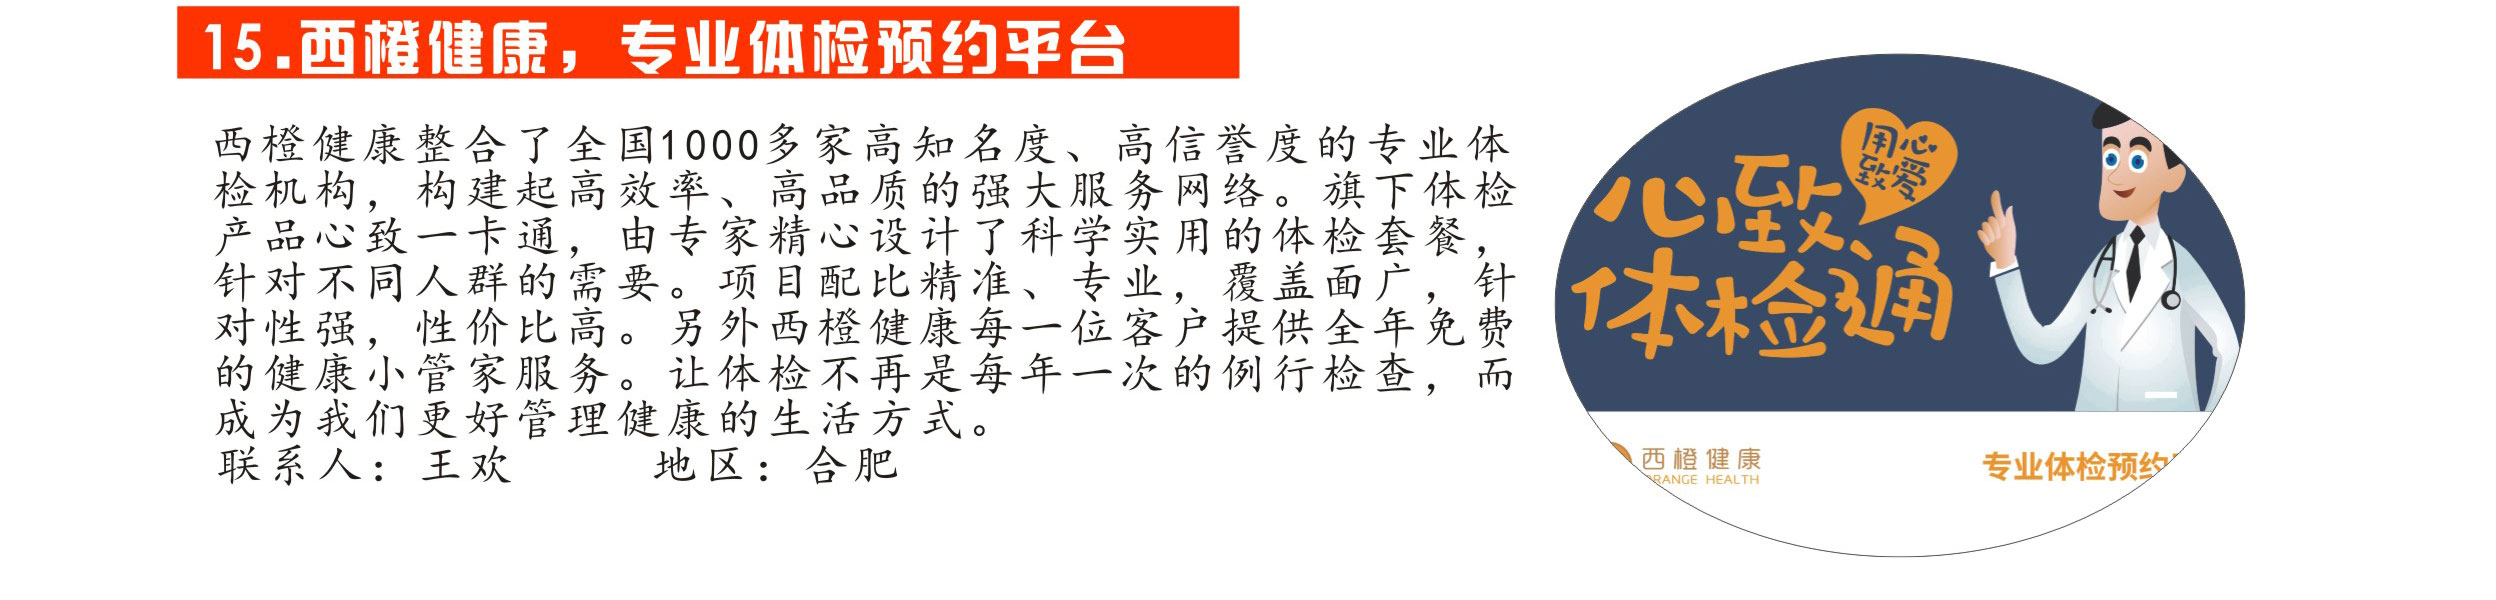 15.西橙健康，专业体检预约平台
西橙健康整合了全国1000多家高知名度、高信誉度的专业体
检机构，构建起高效率、高品质的强大服务网络。旗下体检
产品心致一卡通，由专家精心设计了科学实用的体检套餐，
针对不同人群的需要。项目配比精准、专业，覆盖面广，针
对性强，性价比高。另外西橙健康每一位客户提供全年免费
的健康小管家服务。让体检不再是每年一次的例行检查，而
成为我们更好管理健康的生活方式。
联系人：王欢 地区：合肥
用心
致爱
心致
体检通
西橙健康
RANGE HEALTH
专业体检预约